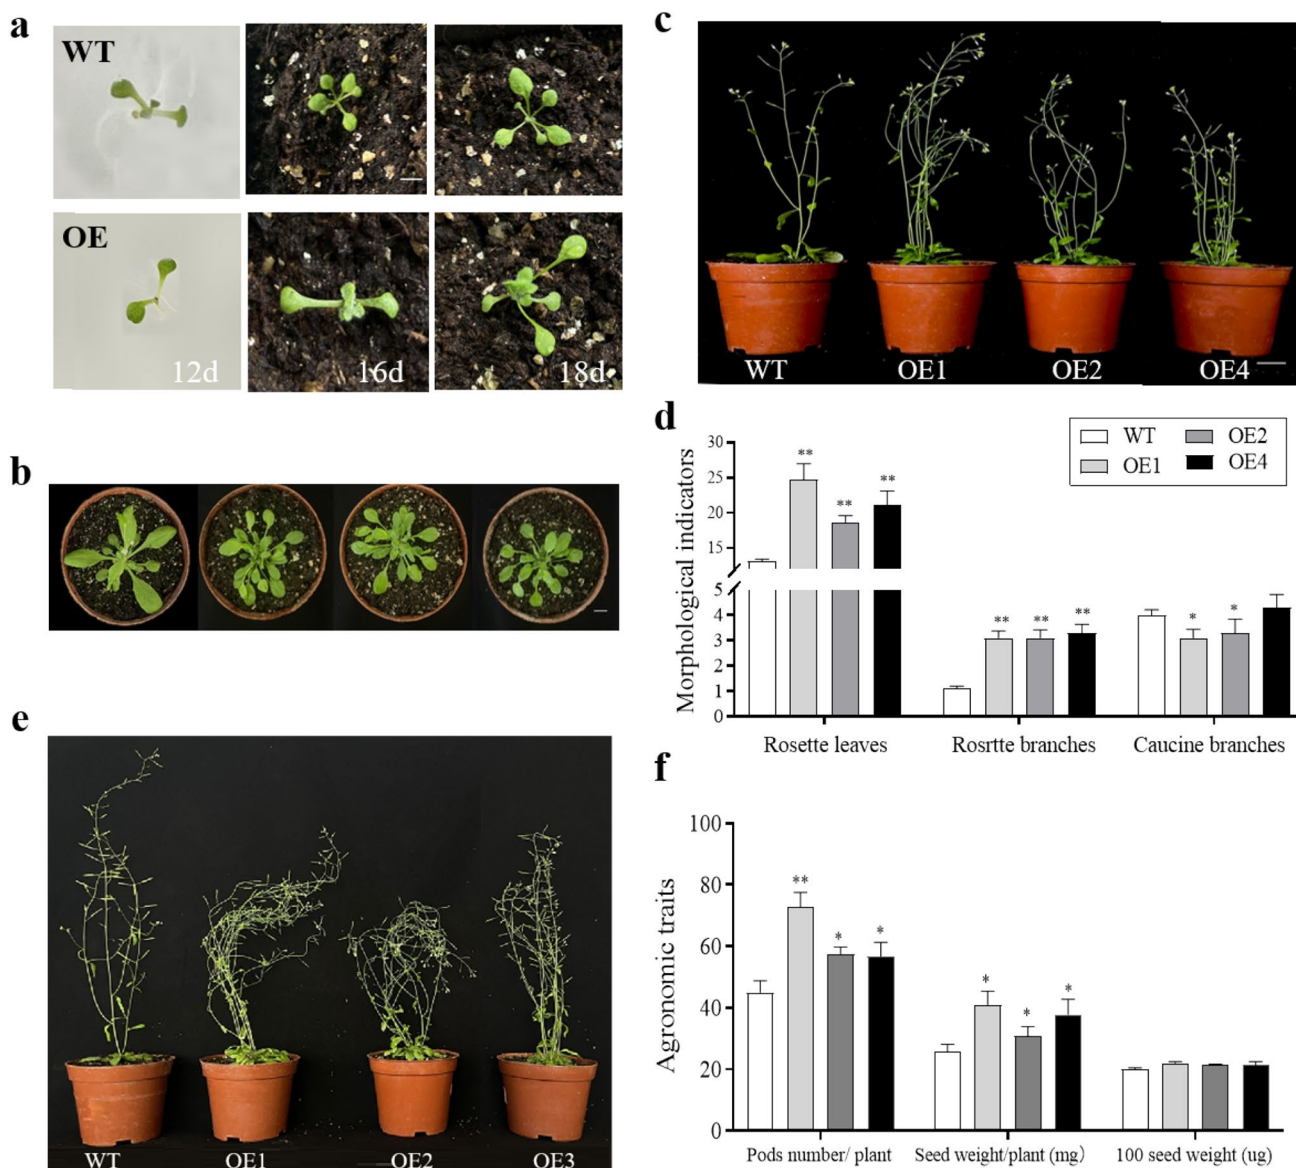 a
WT
OE
12d
16d
18d
b
c
WT
OE1
OE2
OE4
d
WT
OE2
OE1
OE4
Morphological indicators
30
25
20
15
5
4
3
2
1
0
**
**
**
**
**
**
*
*
Rosette leaves
Rosrtte branches
Caucine branches
e
WT
OE1
OE2
OE3
f
Agronomic traits
100
80
60
40
20
0
**
*
*
*
*
*
Pods number/ plant
Seed weight/plant (mg)
100 seed weight (ug)